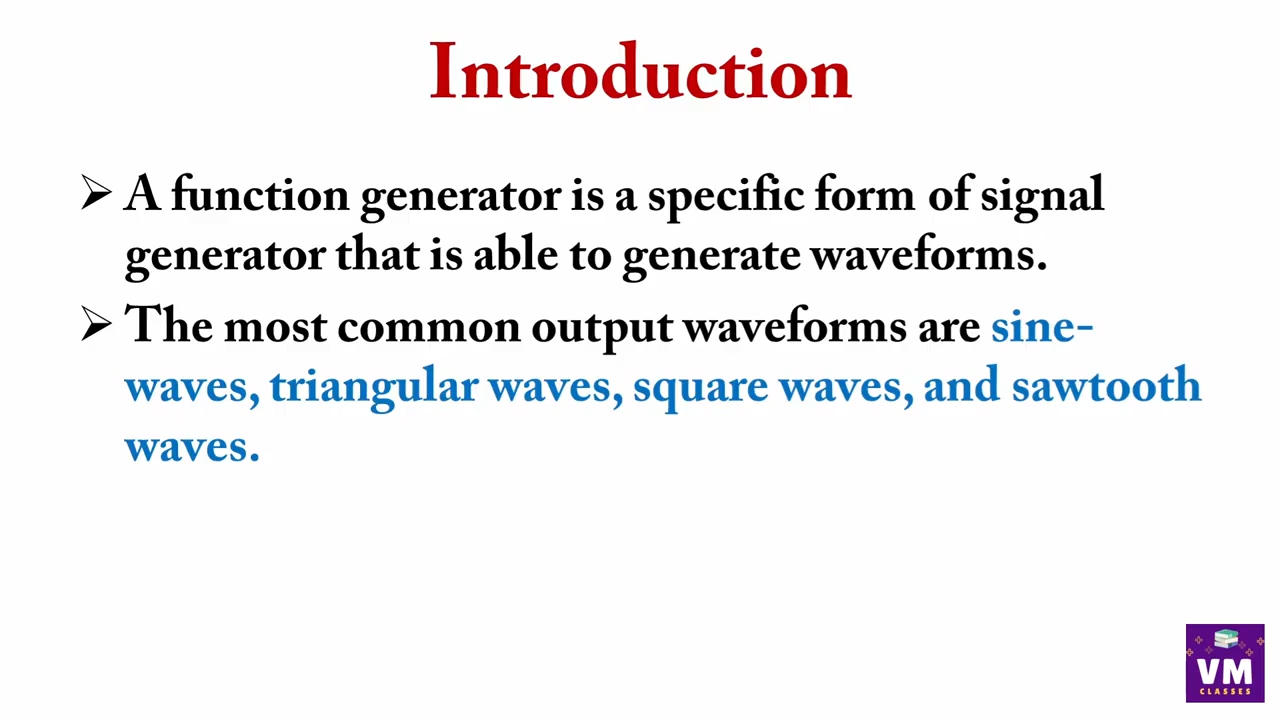 Introduction
➢ A function generator is a specific form of signal
generator that is able to generate waveforms.
➢ The most common output waveforms are sine-
waves, triangular waves, square waves, and sawtooth
waves.
VM
CLASSES